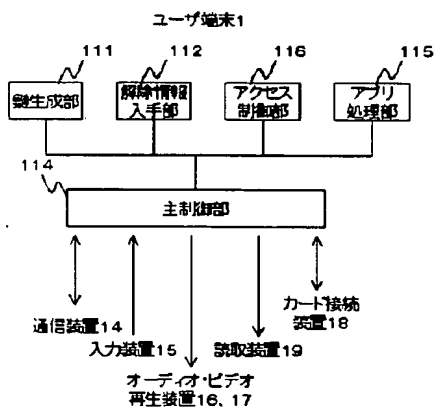 ユーザ端末1
111
112
116
115
鍵生成部
解除情報
入手部
アクセス
制御部
アプリ
処理部
114
主制御部
通信装置14
入力装置15
オーディオ・ビデオ
再生装置16、17
読取装置19
カード接続
装置18